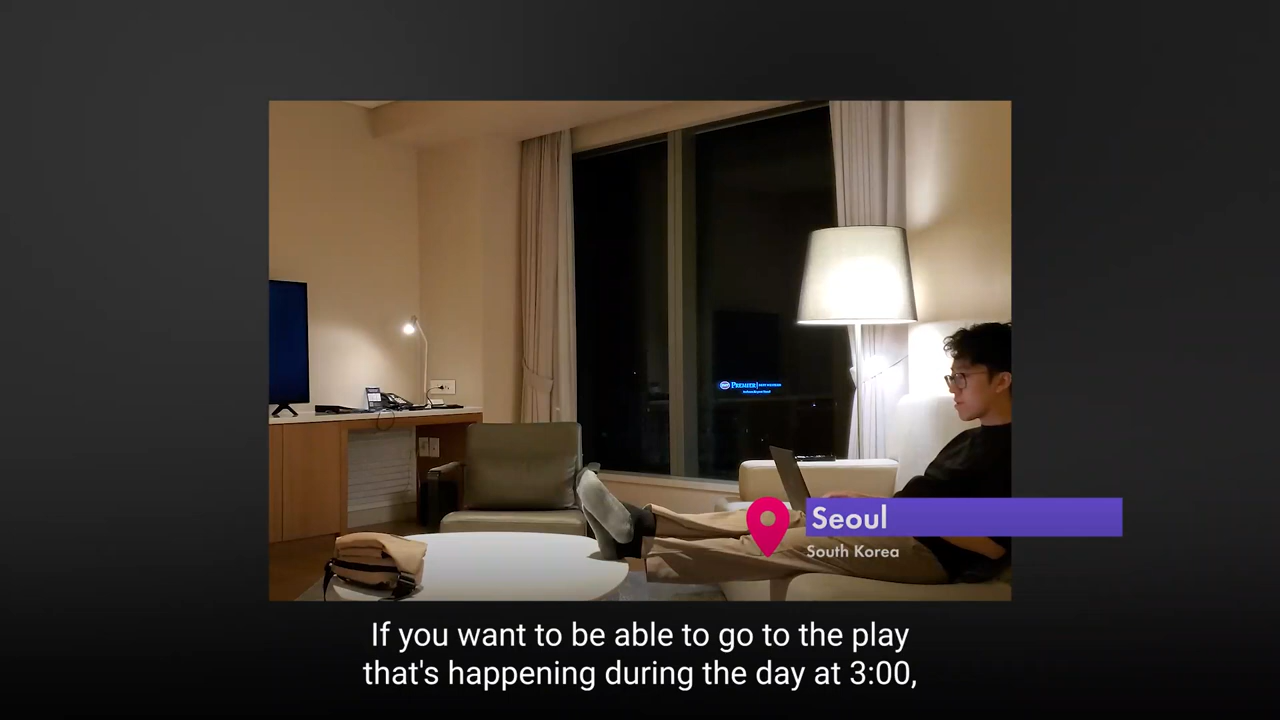 PREMIER
Seoul
South Korea
If you want to be able to go to the play
that's happening during the day at 3:00,